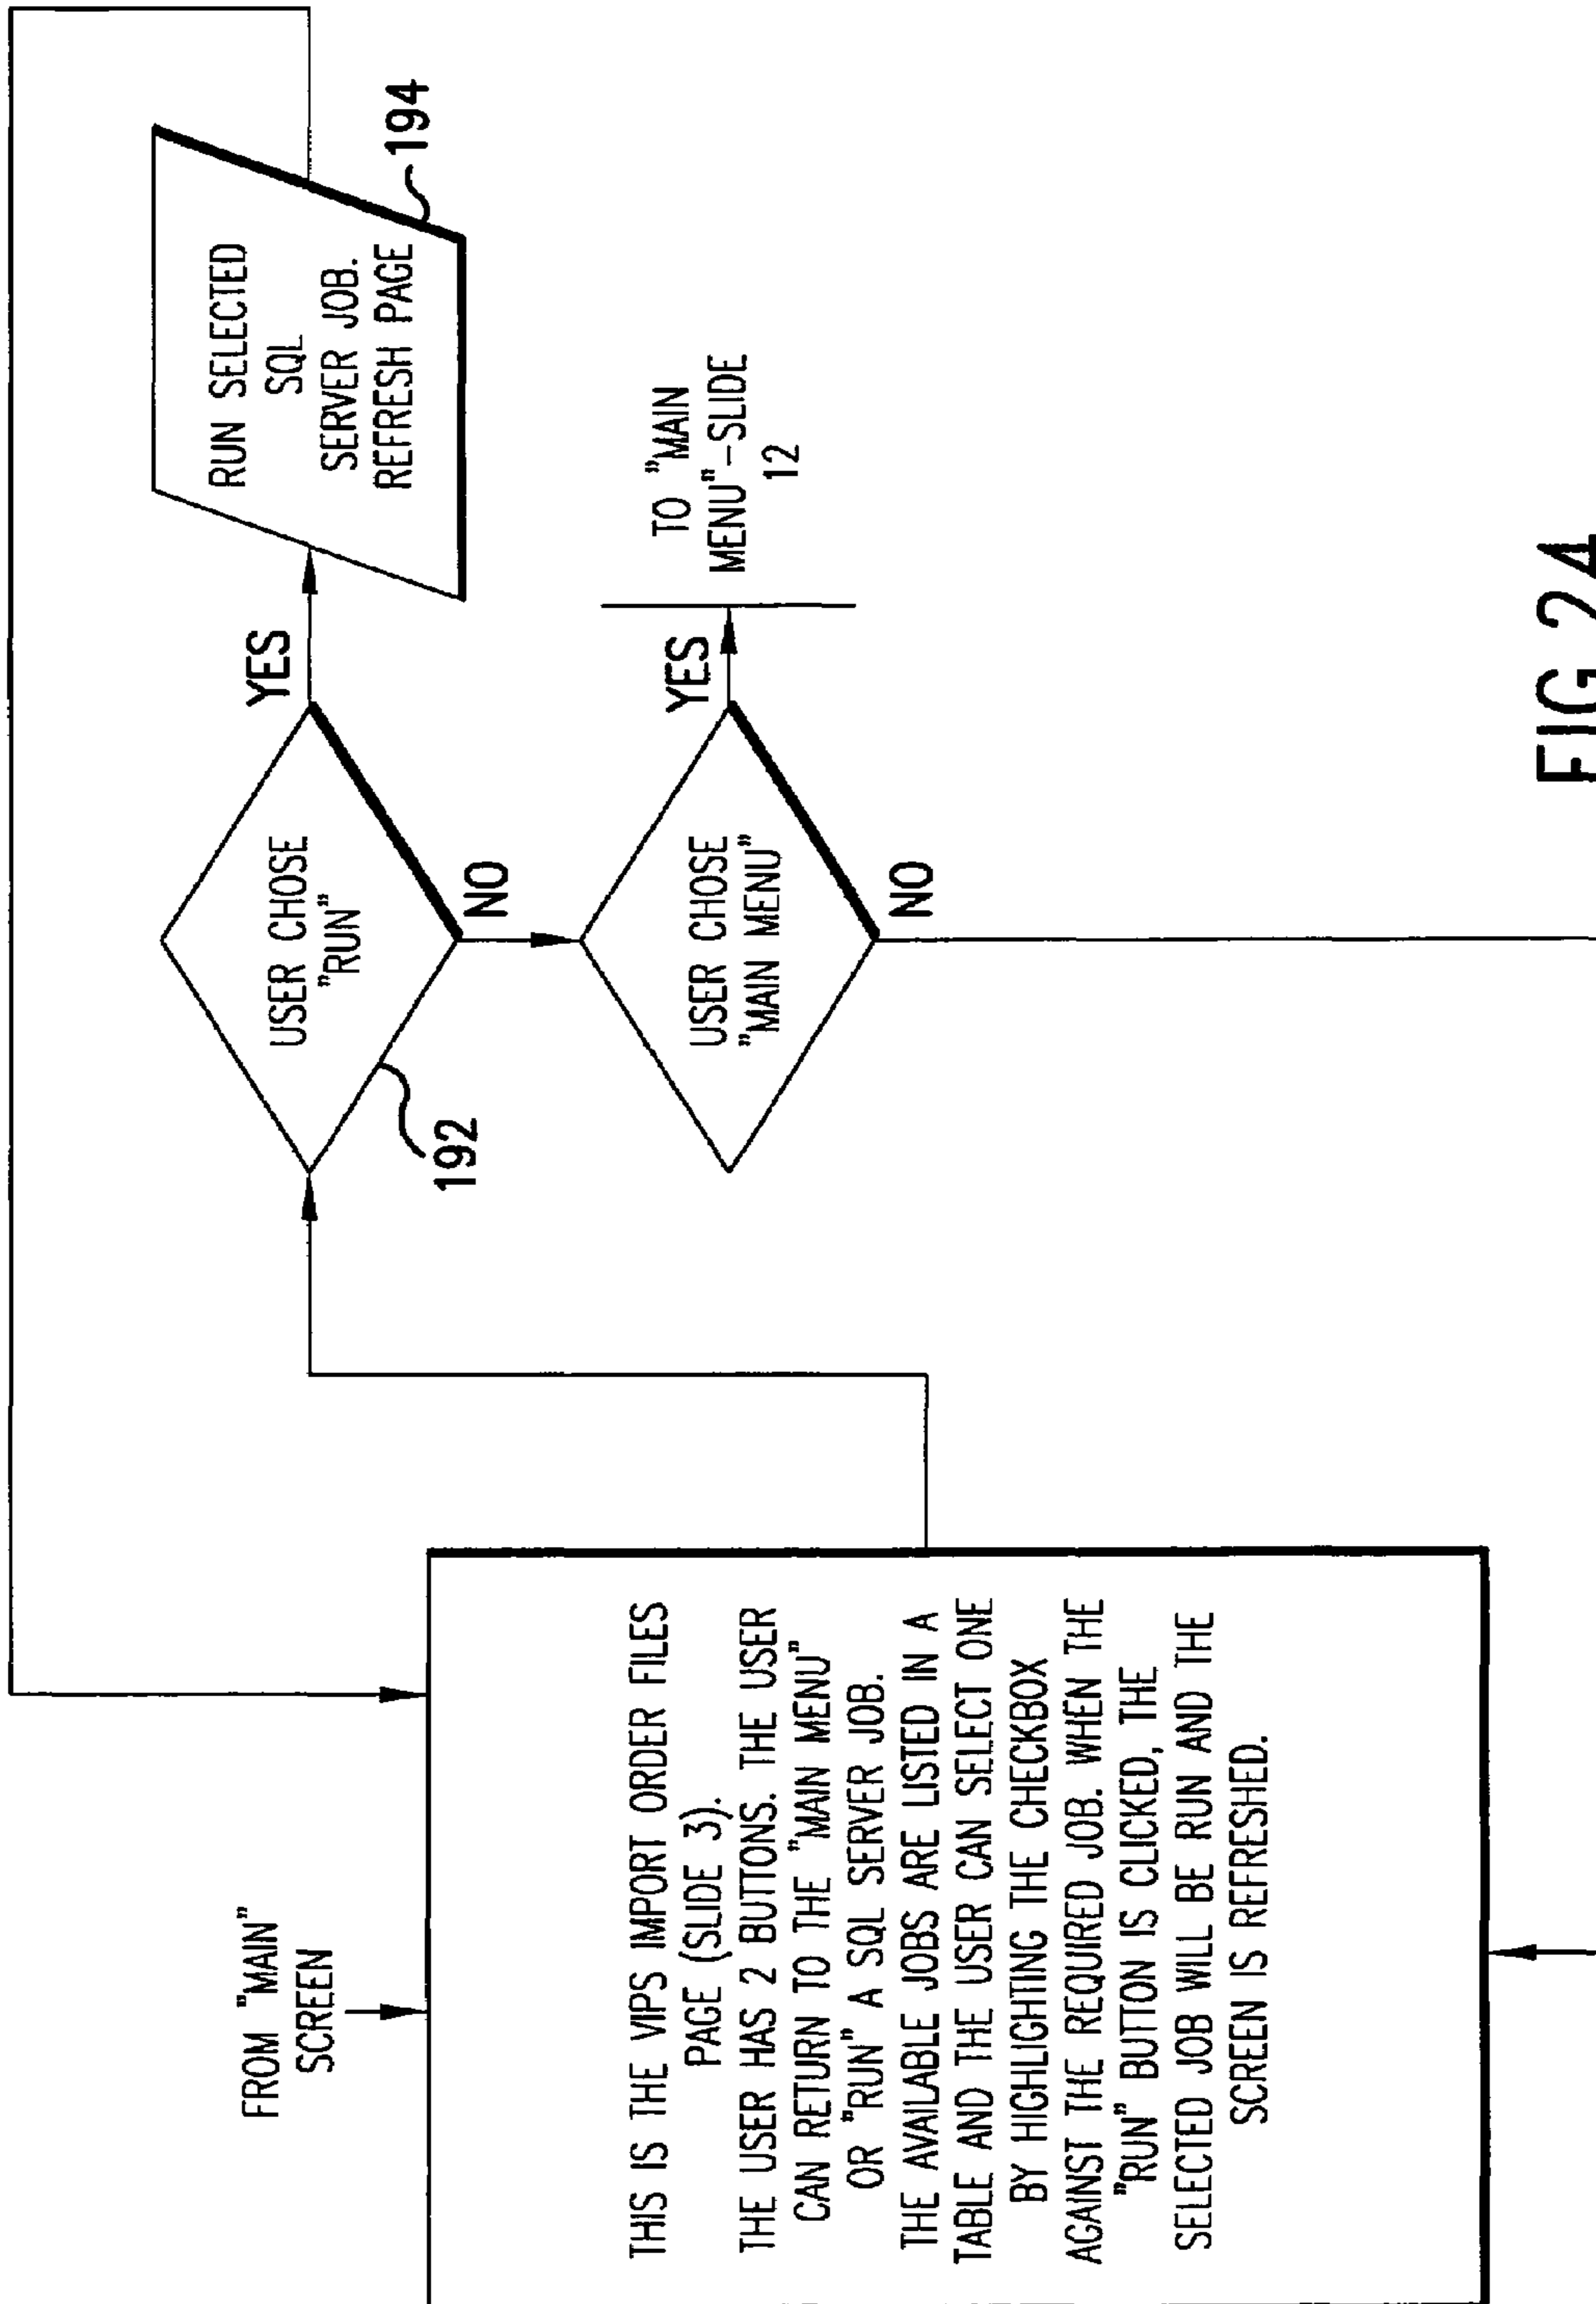 FROM "MAIN"
SCREEN
THIS IS THE VIPS IMPORT ORDER FILES
PAGE (SLIDE 3).
THE USER HAS 2 BUTTONS. THE USER
CAN RETURN TO THE "MAIN MENU"
OR "RUN" A SQL SERVER JOB.
THE AVAILABLE JOBS ARE LISTED IN A
TABLE AND THE USER CAN SELECT ONE
BY HIGHLIGHTING THE CHECKBOX
AGAINST THE REQUIRED JOB. WHEN THE
"RUN" BUTTON IS CLICKED, THE
SELECTED JOB WILL BE RUN AND THE
SCREEN IS REFRESHED.
USER CHOSE
"RUN"
192
YES
NO
RUN SELECTED
SQL
SERVER JOB.
REFRESH PAGE
194
USER CHOSE
"MAIN MENU"
YES
NO
TO "MAIN
MENU"-SLIDE
12
FIG 24